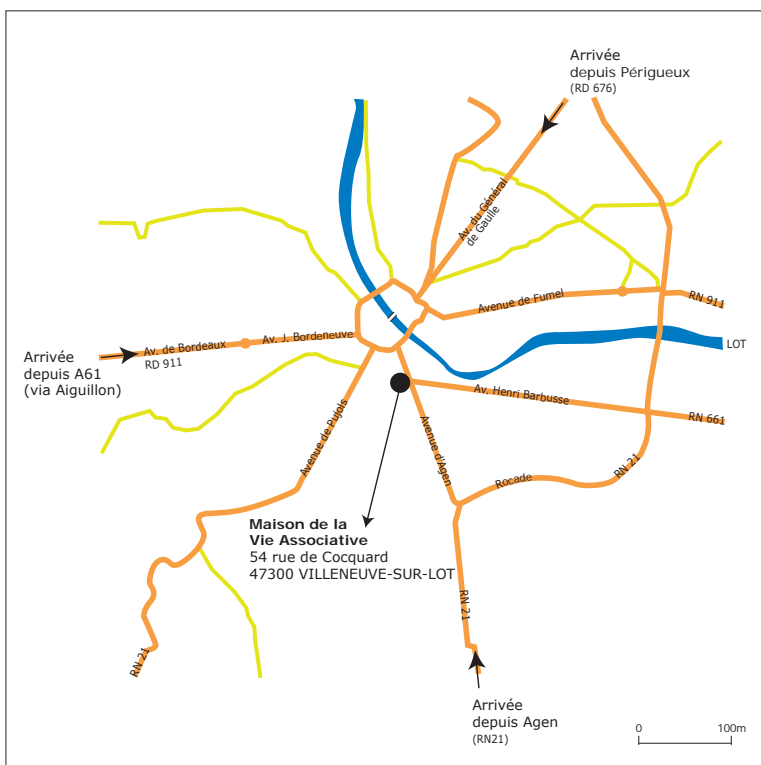 Arrivée
depuis Périgueux
(RD 676)
Av. du Général
de Gaulle
Avenue de Fumel
RN 911
Av. de Bordeaux
Av. J. Bordeneuve
RD 911
Arrivée
depuis A61
(via Aiguillon)
LOT
Av. Henri Barbusse
RN 661
Avenue de Pujols
Avenue d'Agen
Rocade
RN 21
Maison de la
Vie Associative
54 rue de Cocquard
47300 VILLENEUVE-SUR-LOT
RN 21
RN 21
Arrivée
depuis Agen
(RN21)
0 100m